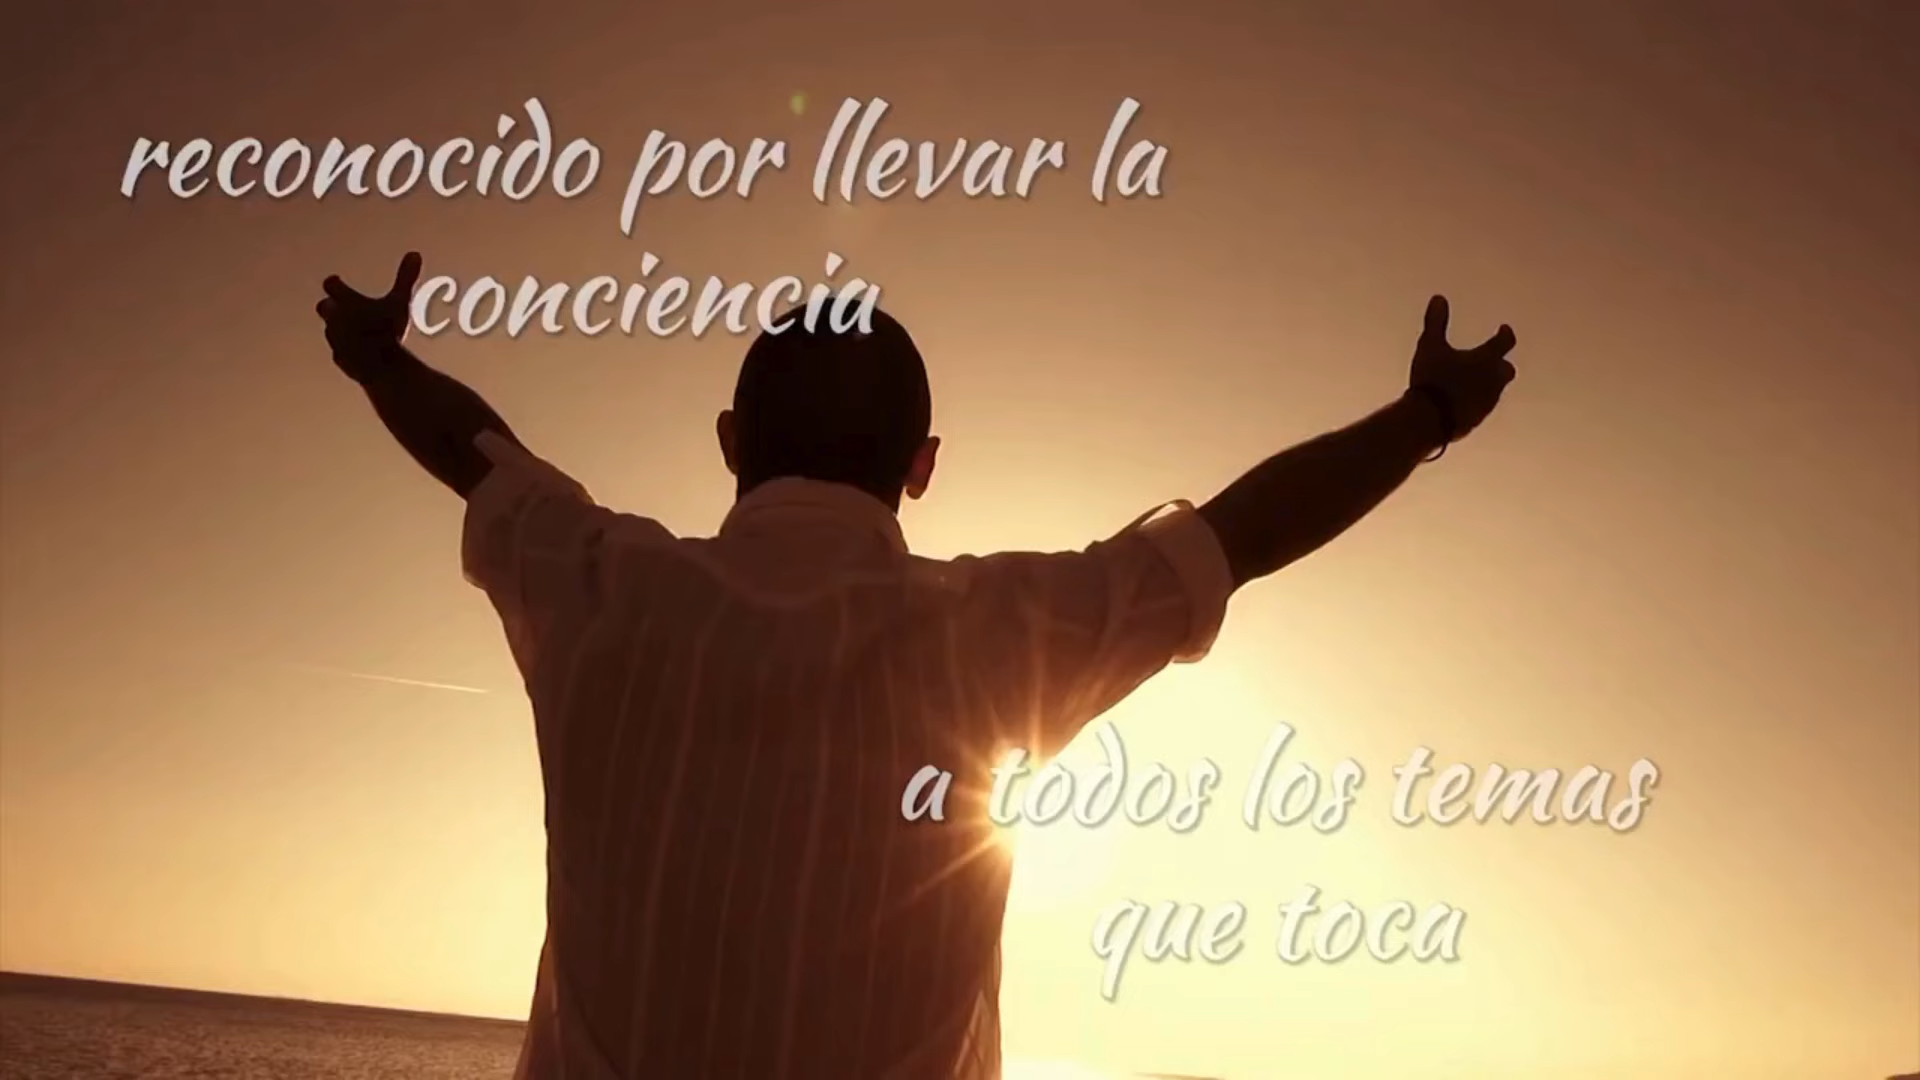 reconocido por llevar la
conciencia
a todos los temas
que toca